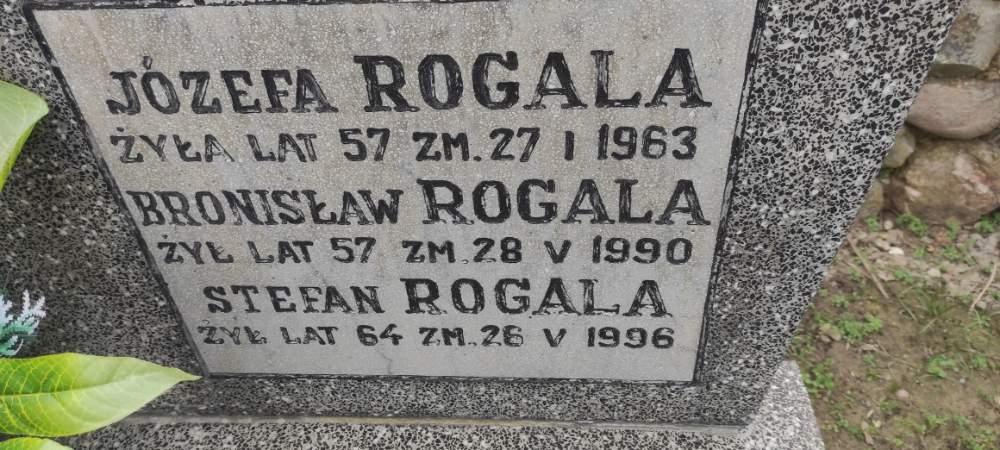 JÓZEFA ROGALA
ŻYŁA LAT 57 ZM. 27 I 1963
BRONISŁAW ROGALA
ŻYŁ LAT 57 ZM. 28 V 1990
STEFAN ROGALA
ŻYŁ LAT 64 ZM. 26 V 1996